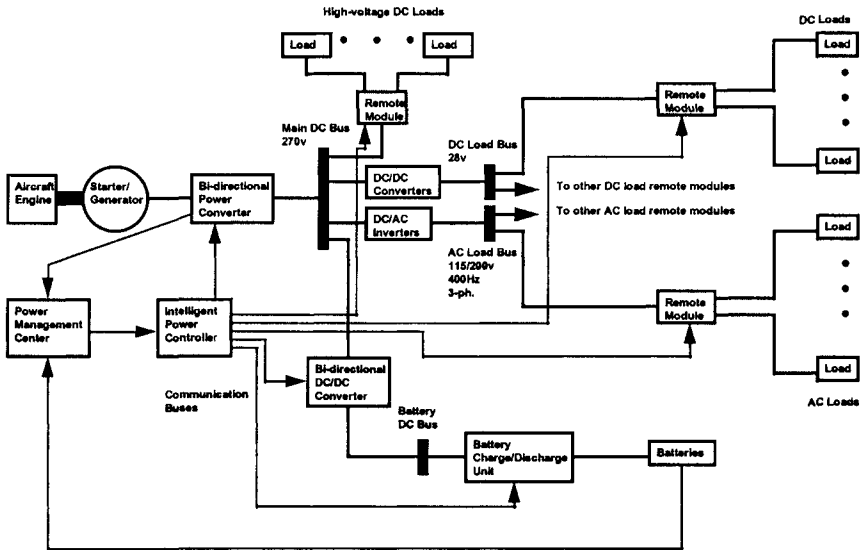 High-voltage DC Loads
Load
Load
Remote
Module
DC Loads
Load
Load
Remote
Module
Main DC Bus
270v
DC Load Bus
28v
DC/DC
Converters
To other DC load remote modules
DC/AC
Inverters
To other AC load remote modules
AC Load Bus
115/200v
400Hz
3-ph.
Aircraft
Engine
Starter/
Generator
Bi-directional
Power
Converter
Load
Remote
Module
Load
AC Loads
Power
Management
Center
Intelligent
Power
Controller
Bi-directional
DC/DC
Converter
Communication
Buses
Battery
DC Bus
Battery
Charge/Discharge
Unit
Batteries